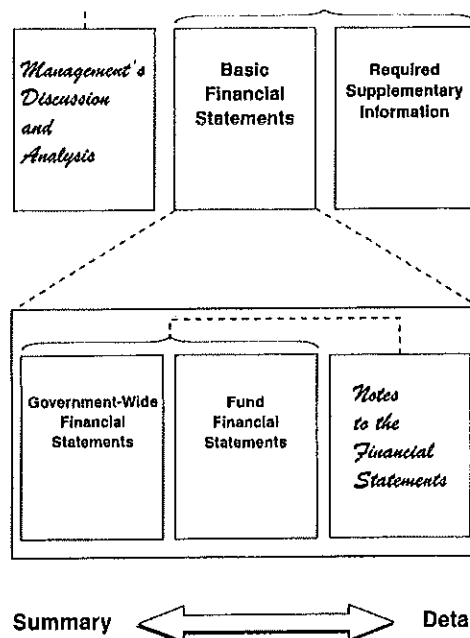 Management's
Discussion
and
Analysis
Basic
Financial
Statements
Required
Supplementary
Information
Government-Wide
Financial
Statements
Fund
Financial
Statements
Notes
to the
Financial
Statements
Summary
Deta